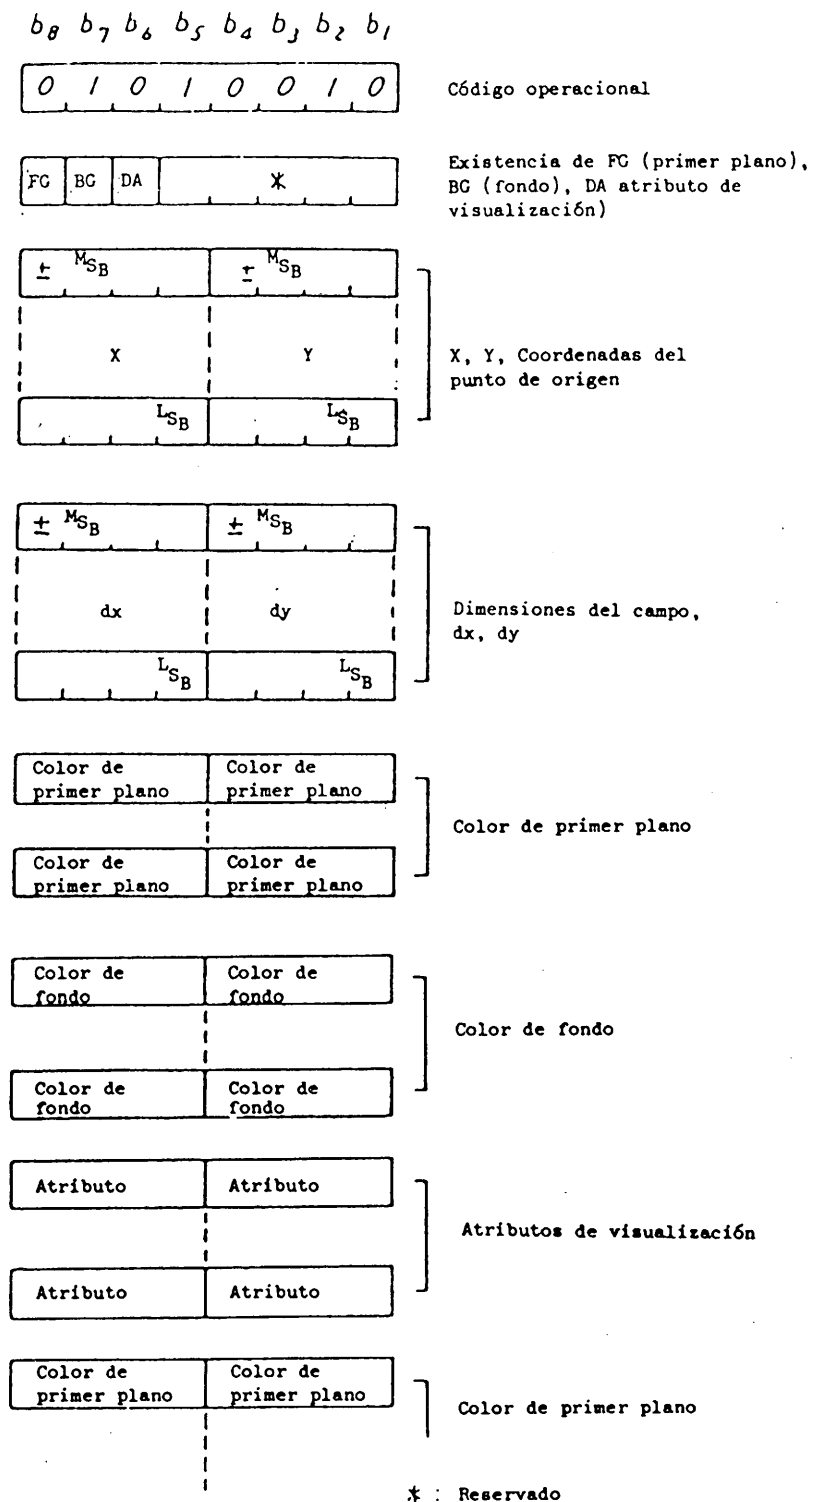 b8 b7 b6 b5 b4 b3 b2 b1
0 1 0 1 0 0 1 0
Código operacional
FG BG DA *
Existencia de FG (primer plano),
BG (fondo), DA atributo de
visualización)
± MSB ± MSB
X Y
X, Y, Coordenadas del
punto de origen
LSB LSB
± MSB ± MSB
dx dy
Dimensiones del campo,
dx, dy
LSB LSB
Color de Color de
primer plano primer plano
Color de primer plano
Color de Color de
primer plano primer plano
Color de Color de
fondo fondo
Color de fondo
Color de Color de
fondo fondo
Atributo Atributo
Atributos de visualización
Atributo Atributo
Color de Color de
primer plano primer plano
Color de primer plano
* : Reservado